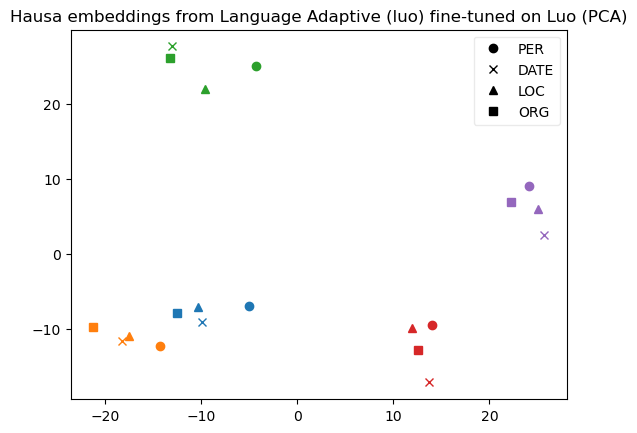 Hausa embeddings from Language Adaptive (luo) fine-tuned on Luo (PCA)
PER
DATE
LOC
ORG
20
10
0
−10
−20 −10 0 10 20